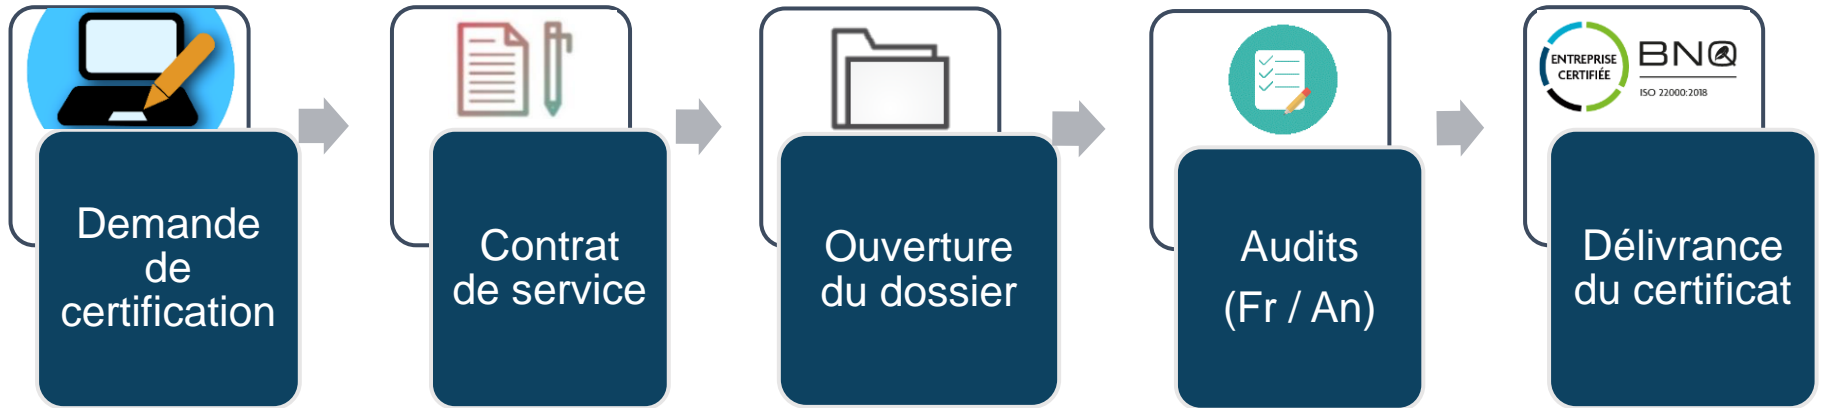 Demande
de
certification
Contrat
de service
Ouverture
du dossier
Audits
(Fr / An)
ENTREPRISE
CERTIFIÉE
BNQ
ISO 22000:2018
Délivrance
du certificat